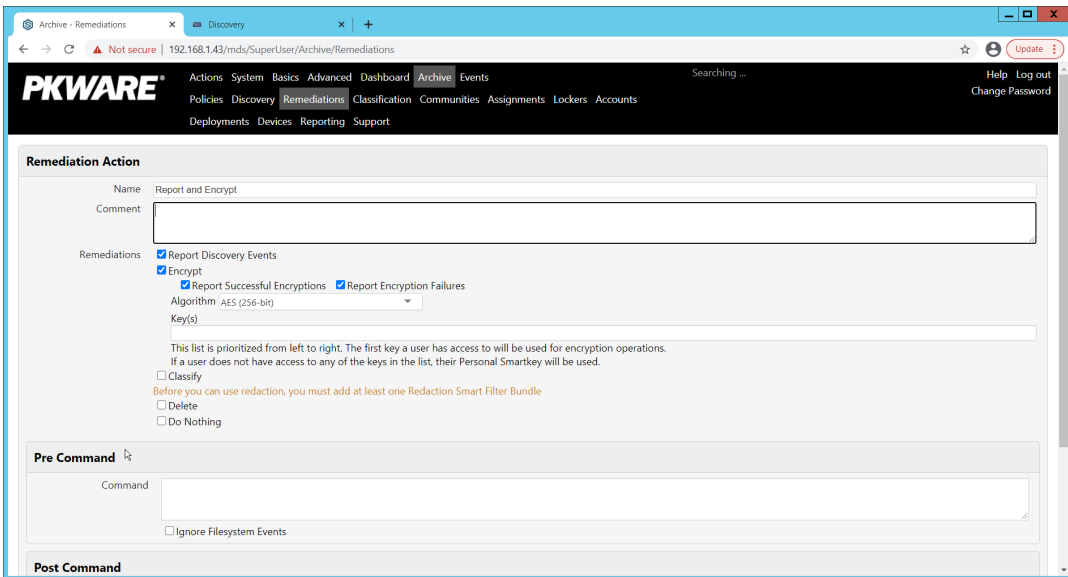 Archive - Remediations
Discovery
Not secure | 192.168.1.43/mds/SuperUser/Archive/Remediations
Update
PKWARE®
Actions System Basics Advanced Dashboard Archive Events
Searching ...
Help Log out
Policies Discovery Remediations Classification Communities Assignments Lockers Accounts
Change Password
Deployments Devices Reporting Support
Remediation Action
Name Report and Encrypt
Comment
Remediations Report Discovery Events
Encrypt
Report Successful Encryptions Report Encryption Failures
Algorithm AES (256-bit)
Key(s)
This list is prioritized from left to right. The first key a user has access to will be used for encryption operations.
If a user does not have access to any of the keys in the list, their Personal Smartkey will be used.
Classify
Before you can use redaction, you must add at least one Redaction Smart Filter Bundle
Delete
Do Nothing
Pre Command
Command
Ignore Filesystem Events
Post Command